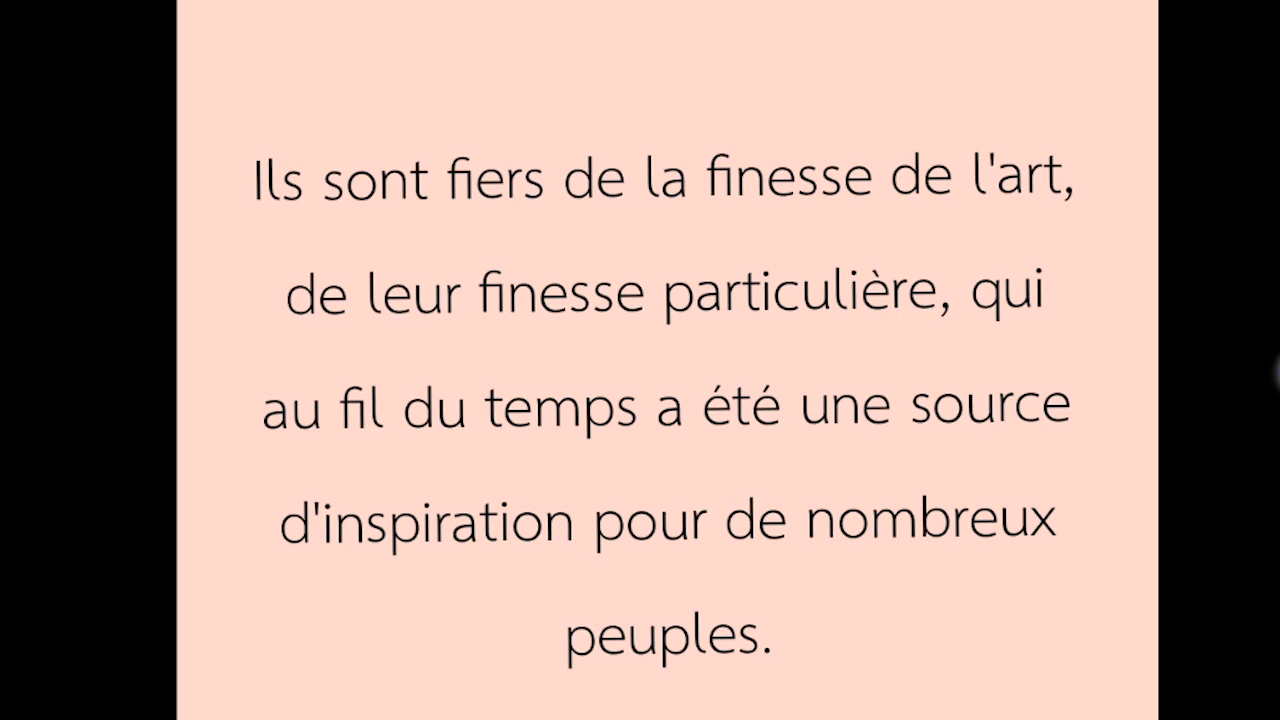 Ils sont fiers de la finesse de l'art,
de leur finesse particulière, qui
au fil du temps a été une source
d'inspiration pour de nombreux
peuples.